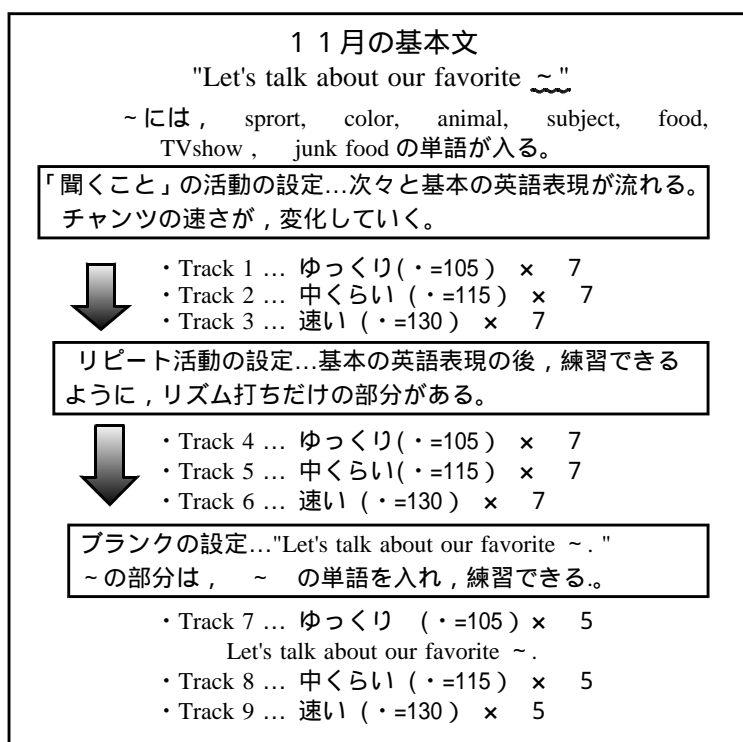 １１月の基本文
"Let's talk about our favorite ~"
~には， sprort, color, animal, subject, food,
TVshow， junk food の単語が入る。
「聞くこと」の活動の設定…次々と基本の英語表現が流れる。
チャンツの速さが，変化していく。
・Track 1 … ゆっくり(・=105） × 7
・Track 2 … 中くらい (・=115） × 7
・Track 3 … 速い (・=130） × 7
リピート活動の設定…基本の英語表現の後，練習できる
ように，リズム打ちだけの部分がある。
・Track 4 … ゆっくり(・=105） × 7
・Track 5 … 中くらい(・=115） × 7
・Track 6 … 速い (・=130） × 7
ブランクの設定…"Let's talk about our favorite ~. "
~の部分は， ~ の単語を入れ，練習できる.。
・Track 7 … ゆっくり (・=105） × 5
Let's talk about our favorite ~.
・Track 8 … 中くらい (・=115） × 5
・Track 9 … 速い (・=130） × 5